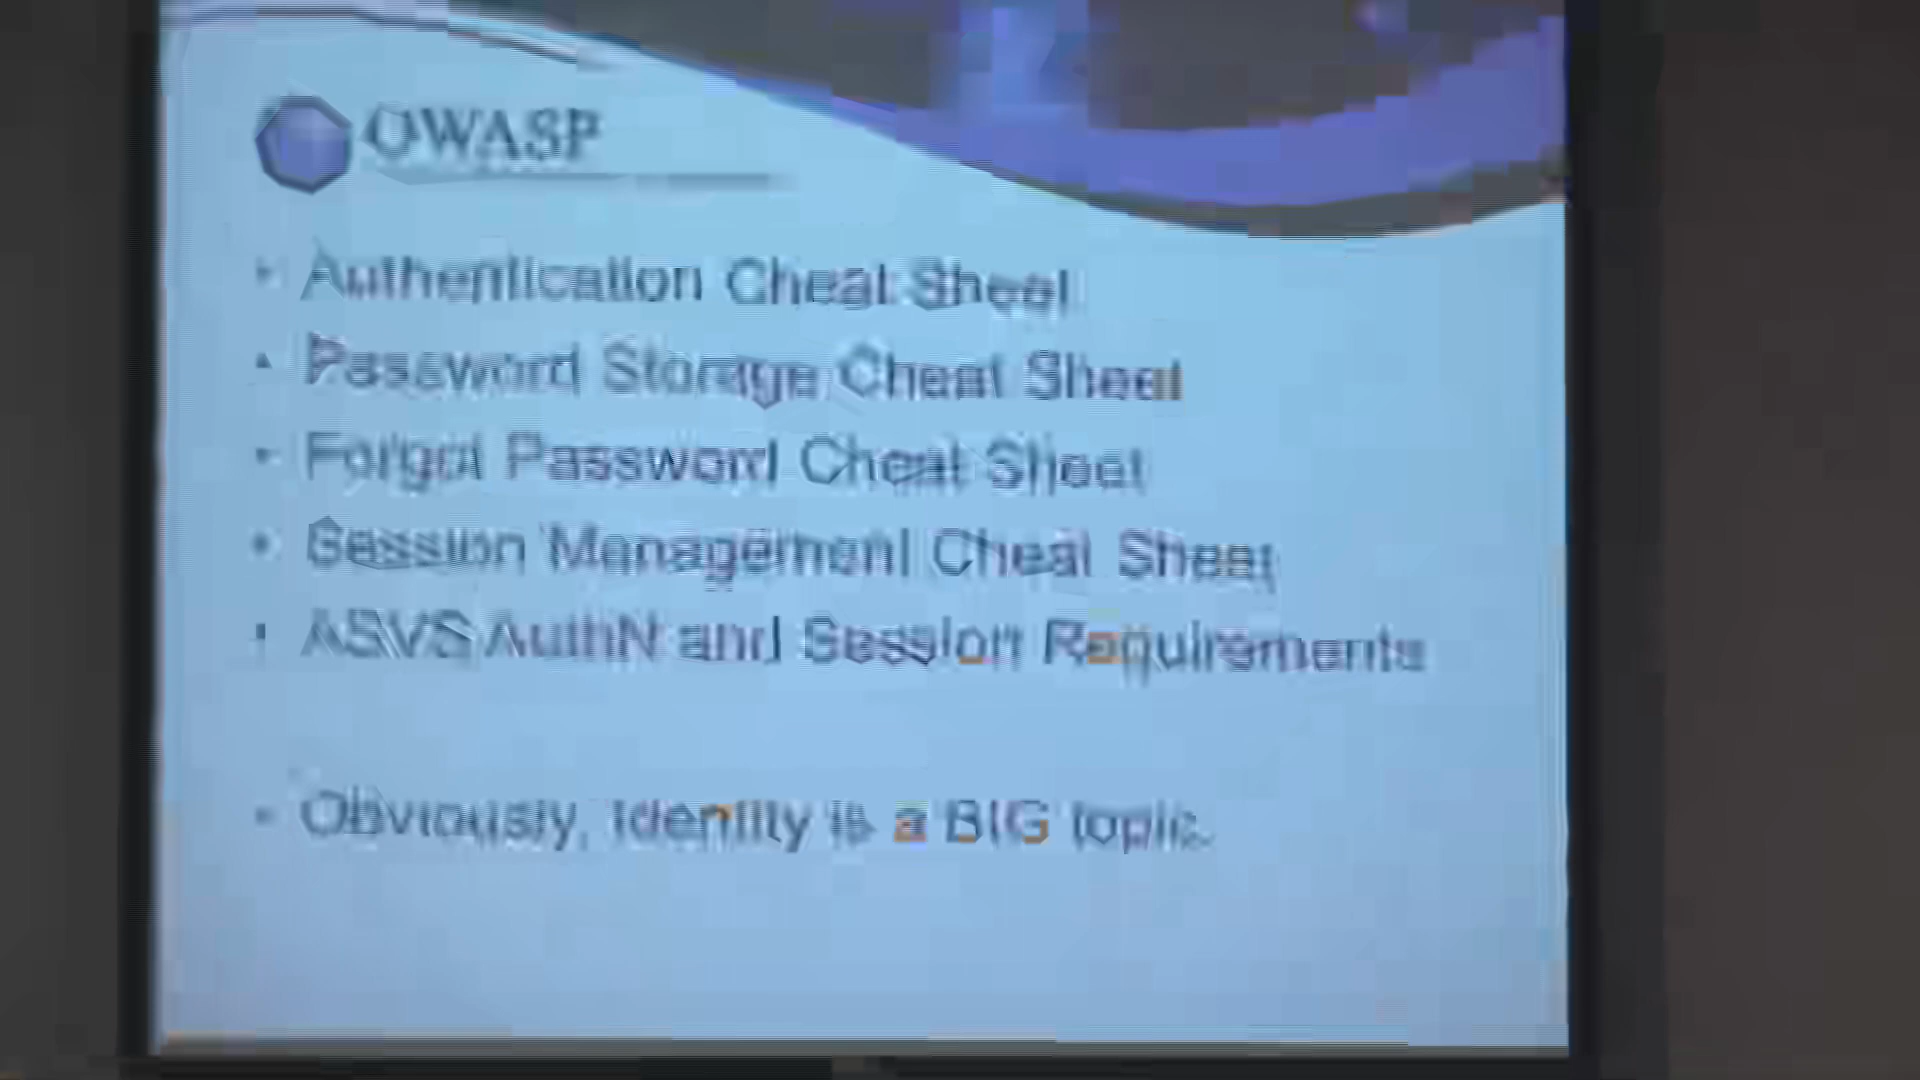 OWASP
• Authentication Cheat Sheet
• Password Storage Cheat Sheet
• Forgot Password Cheat Sheet
• Session Management Cheat Sheet
• ASVS AuthN and Session Requirements
• Obviously, Identity is a BIG topic.